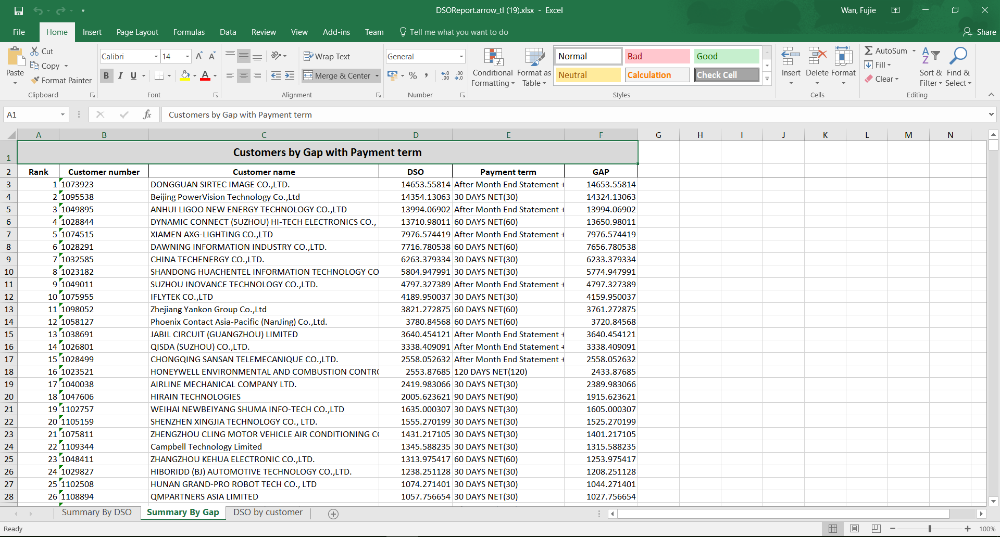 DSOReport.arrow_tl (19).xlsx - Excel
Wan, Fujie
File Home Insert Page Layout Formulas Data Review View Add-ins Team Tell me what you want to do Share
Paste
Cut
Copy
Format Painter
Clipboard
Calibri 14
B I U
Font
Wrap Text
Merge & Center
Alignment
General
Number
Conditional Formatting
Format as Table
Normal Bad Good
Neutral Calculation Check Cell
Styles
Insert Delete Format
Cells
AutoSum
Fill
Clear
Sort & Filter
Find & Select
Editing
A1 fx Customers by Gap with Payment term
A B C D E F G H I J K L M N
1 Customers by Gap with Payment term
2 Rank Customer number Customer name DSO Payment term GAP
3 1 1073923 DONGGUAN SIRTEC IMAGE CO.,LTD. 14653.55814 After Month End Statement + 14653.55814
4 2 1095538 Beijing PowerVision Technology Co.,Ltd 14354.13063 30 DAYS NET(30) 14324.13063
5 3 1049895 ANHUI LIGOO NEW ENERGY TECHNOLOGY CO.,LTD 13994.06902 After Month End Statement + 13994.06902
6 4 1028844 DYNAMIC CONNECT (SUZHOU) HI-TECH ELECTRONICS CO., 13710.98011 60 DAYS NET(60) 13650.98011
7 5 1074515 XIAMEN AXG-LIGHTING CO.,LTD 7976.574419 After Month End Statement + 7976.574419
8 6 1028291 DAWNING INFORMATION INDUSTRY CO.,LTD. 7716.780538 60 DAYS NET(60) 7656.780538
9 7 1032585 CHINA TECHENERGY CO.,LTD. 6263.379334 30 DAYS NET(30) 6233.379334
10 8 1023182 SHANDONG HUACHENTEL INFORMATION TECHNOLOGY CO 5804.947991 30 DAYS NET(30) 5774.947991
11 9 1049011 SUZHOU INOVANCE TECHNOLOGY CO.,LTD. 4797.327389 After Month End Statement + 4797.327389
12 10 1075955 IFLYTEK CO.,LTD 4189.950037 30 DAYS NET(30) 4159.950037
13 11 1098052 Zhejiang Yankon Group Co.,Ltd 3821.272875 60 DAYS NET(60) 3761.272875
14 12 1058127 Phoenix Contact Asia-Pacific (NanJing) Co.,Ltd. 3780.84568 60 DAYS NET(60) 3720.84568
15 13 1038691 JABIL CIRCUIT (GUANGZHOU) LIMITED 3640.454121 After Month End Statement + 3640.454121
16 14 1026801 QISDA (SUZHOU) CO.,LTD. 3338.409091 After Month End Statement + 3338.409091
17 15 1028499 CHONGQING SANSAN TELEMECANIQUE CO.,LTD. 2558.052632 After Month End Statement + 2558.052632
18 16 1023521 HONEYWELL ENVIRONMENTAL AND COMBUSTION CONTRO 2553.87685 120 DAYS NET(120) 2433.87685
19 17 1040038 AIRLINE MECHANICAL COMPANY LTD. 2419.983066 30 DAYS NET(30) 2389.983066
20 18 1047606 HIRAIN TECHNOLOGIES 2005.623621 90 DAYS NET(90) 1915.623621
21 19 1102757 WEIHAI NEWBEIYANG SHUMA INFO-TECH CO.,LTD 1635.000307 30 DAYS NET(30) 1605.000307
22 20 1105159 SHENZHEN XINGJIA TECHNOLOGY CO., LTD. 1555.270199 30 DAYS NET(30) 1525.270199
23 21 1075811 ZHENGZHOU CLING MOTOR VEHICLE AIR CONDITIONING CO 1431.217105 30 DAYS NET(30) 1401.217105
24 22 1109344 Campbell Technology Limited 1345.588235 30 DAYS NET(30) 1315.588235
25 23 1048411 ZHANGZHOU KEHUA ELECTRONIC CO.,LTD. 1313.975417 60 DAYS NET(60) 1253.975417
26 24 1029827 HIBORIDD (BJ) AUTOMOTIVE TECHNOLOGY CO.,LTD. 1238.251128 30 DAYS NET(30) 1208.251128
27 25 1102508 HUNAN GRAND-PRO ROBOT TECH CO., LTD 1074.271401 30 DAYS NET(30) 1044.271401
28 26 1108894 QMPARTNERS ASIA LIMITED 1057.756654 30 DAYS NET(30) 1027.756654
Summary By DSO Summary By Gap DSO by customer
Ready 100%